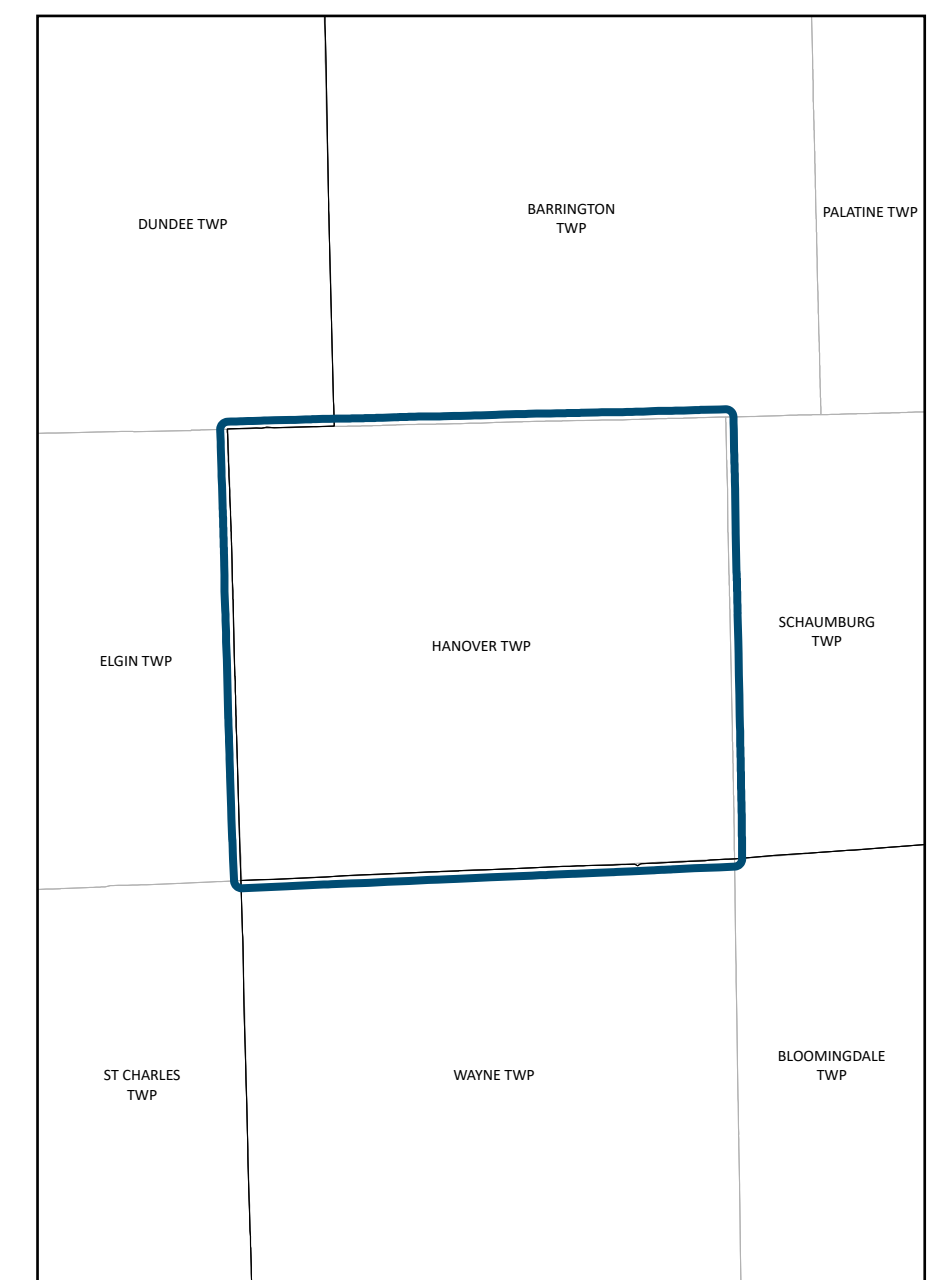 DUNDEE TWP
BARRINGTON
TWP
PALATINE TWP
ELGIN TWP
HANOVER TWP
SCHAUMBURG
TWP
ST CHARLES
TWP
WAYNE TWP
BLOOMINGDALE
TWP